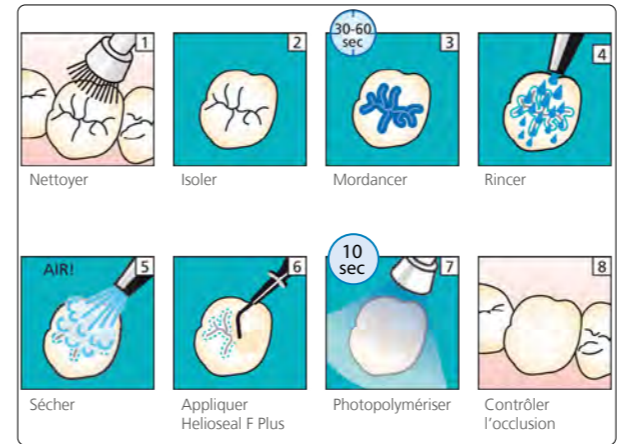 1
Nettoyer
2
Isoler
30-60
sec
3
Mordancer
4
Rincer
AIR!
5
Sécher
6
Appliquer
Helioseal F Plus
10
sec
7
Photopolymériser
8
Contrôler
l'occlusion